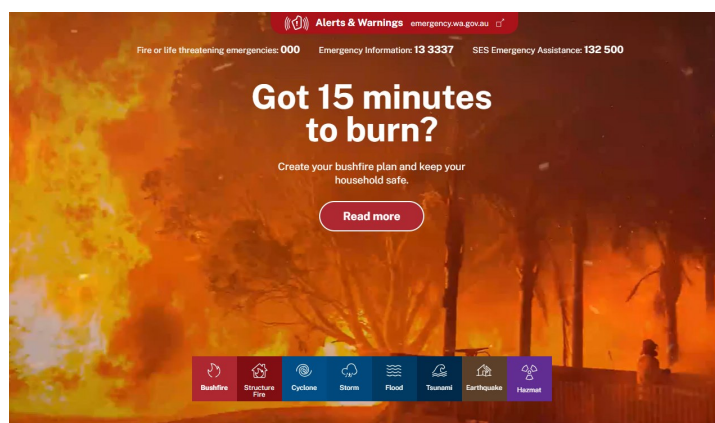 Alerts & Warnings emergency.wa.gov.au
Fire or life threatening emergencies: 000 Emergency Information: 13 3337 SES Emergency Assistance: 132 500
Got 15 minutes
to burn?
Create your bushfire plan and keep your
household safe.
Read more
Bushfire Structure Fire Cyclone Storm Flood Tsunami Earthquake Hazmat